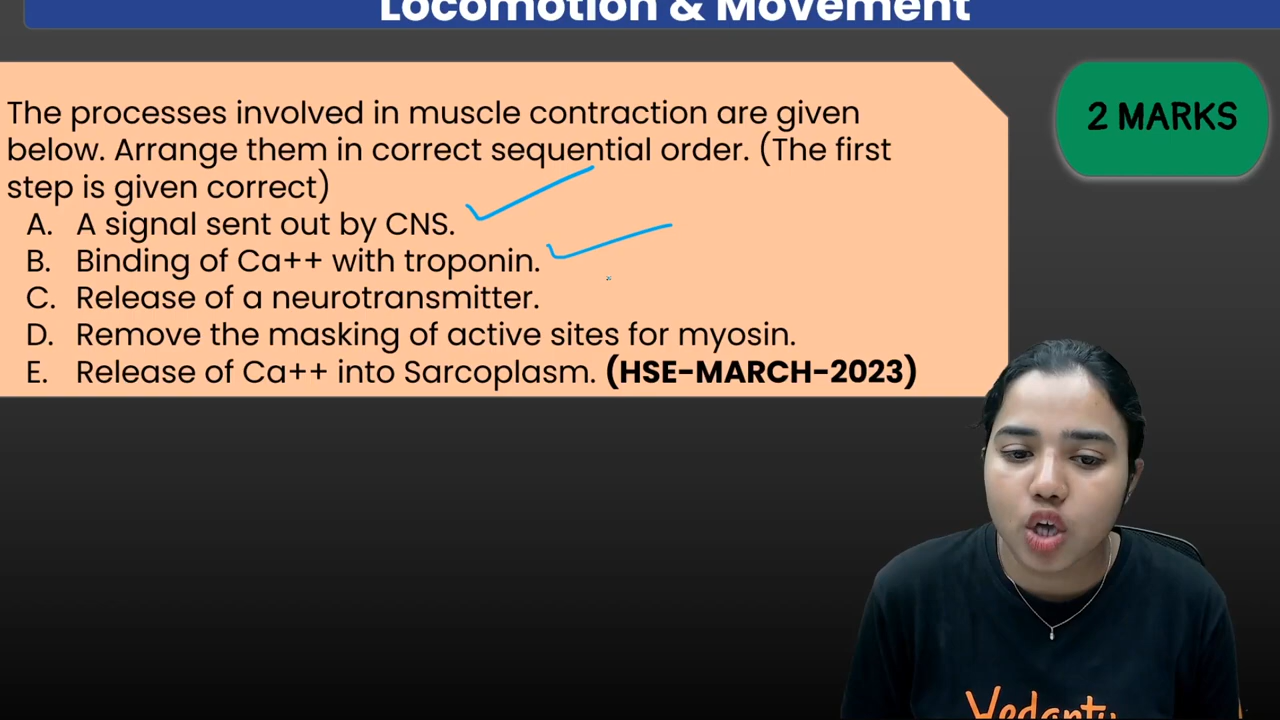 Locomotion & Movement
2 MARKS
The processes involved in muscle contraction are given
below. Arrange them in correct sequential order. (The first
step is given correct)
A. A signal sent out by CNS.
B. Binding of Ca++ with troponin.
C. Release of a neurotransmitter.
D. Remove the masking of active sites for myosin.
E. Release of Ca++ into Sarcoplasm. (HSE-MARCH-2023)
Vedantu